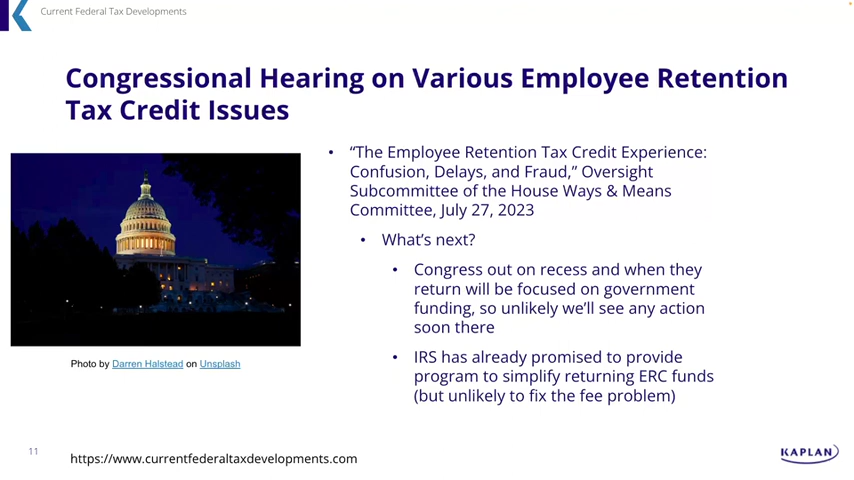 Current Federal Tax Developments
Congressional Hearing on Various Employee Retention
Tax Credit Issues
• “The Employee Retention Tax Credit Experience:
Confusion, Delays, and Fraud,” Oversight
Subcommittee of the House Ways & Means
Committee, July 27, 2023
• What’s next?
• Congress out on recess and when they
return will be focused on government
funding, so unlikely we’ll see any action
soon there
• IRS has already promised to provide
program to simplify returning ERC funds
(but unlikely to fix the fee problem)
Photo by Darren Halstead on Unsplash
11
https://www.currentfederaltaxdevelopments.com
KAPLAN